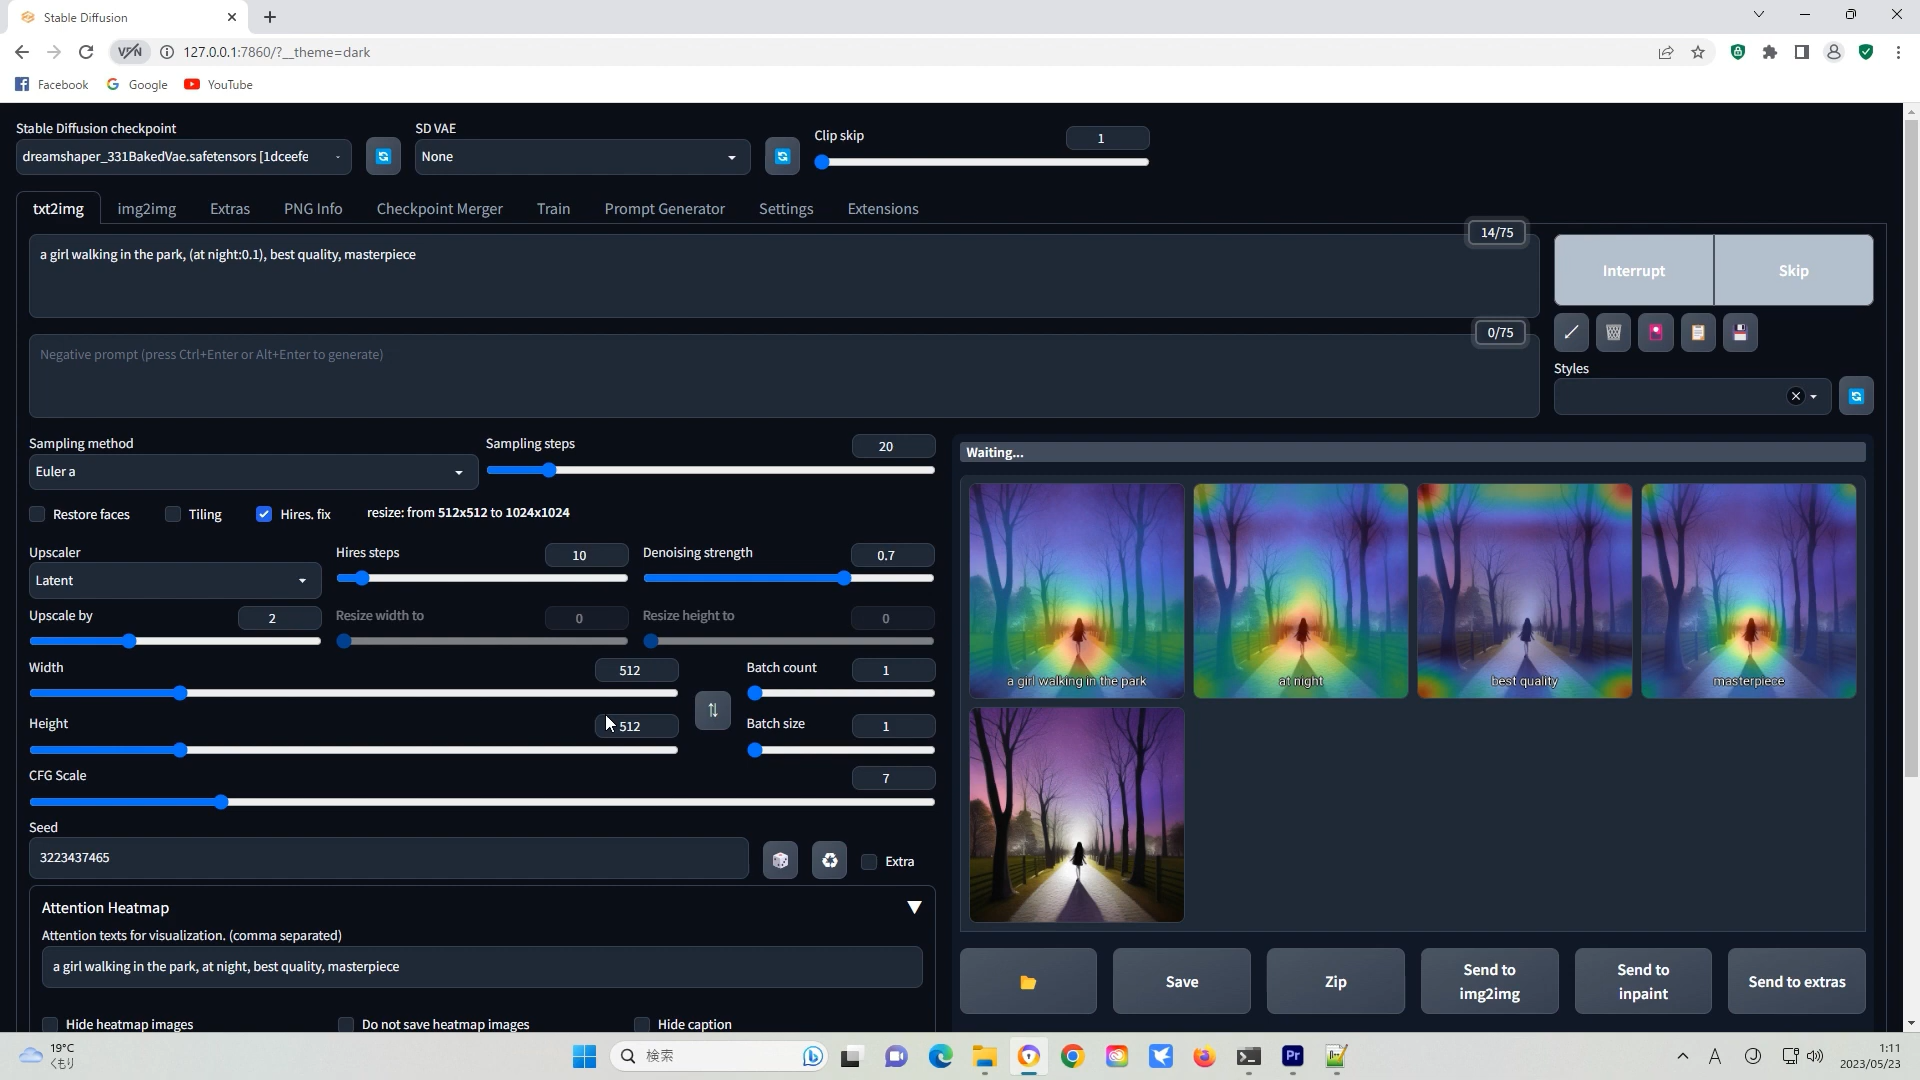 Stable Diffusion
VPN
127.0.0.1:7860/?__theme=dark
Facebook
Google
YouTube
Stable Diffusion checkpoint
SD VAE
Clip skip
1
dreamshaper_331BakedVae.safetensors [1dceefe
None
txt2img
img2img
Extras
PNG Info
Checkpoint Merger
Train
Prompt Generator
Settings
Extensions
14/75
a girl walking in the park, (at night:0.1), best quality, masterpiece
Interrupt
Skip
0/75
Negative prompt (press Ctrl+Enter or Alt+Enter to generate)
Styles
Sampling method
Sampling steps
20
Euler a
Waiting...
Restore faces
Tiling
Hires. fix
resize: from 512x512 to 1024x1024
Upscaler
Hires steps
10
Denoising strength
0.7
Latent
Upscale by
2
Resize width to
0
Resize height to
0
Width
512
Batch count
1
Height
512
Batch size
1
CFG Scale
7
Seed
3223437465
Extra
a girl walking in the park
at night
best quality
masterpiece
Attention Heatmap
Attention texts for visualization. (comma separated)
a girl walking in the park, at night, best quality, masterpiece
Hide heatmap images
Do not save heatmap images
Hide caption
Save
Zip
Send to
img2img
Send to
inpaint
Send to extras
19°C
くもり
検索
Pr
A
1:11
2023/05/23